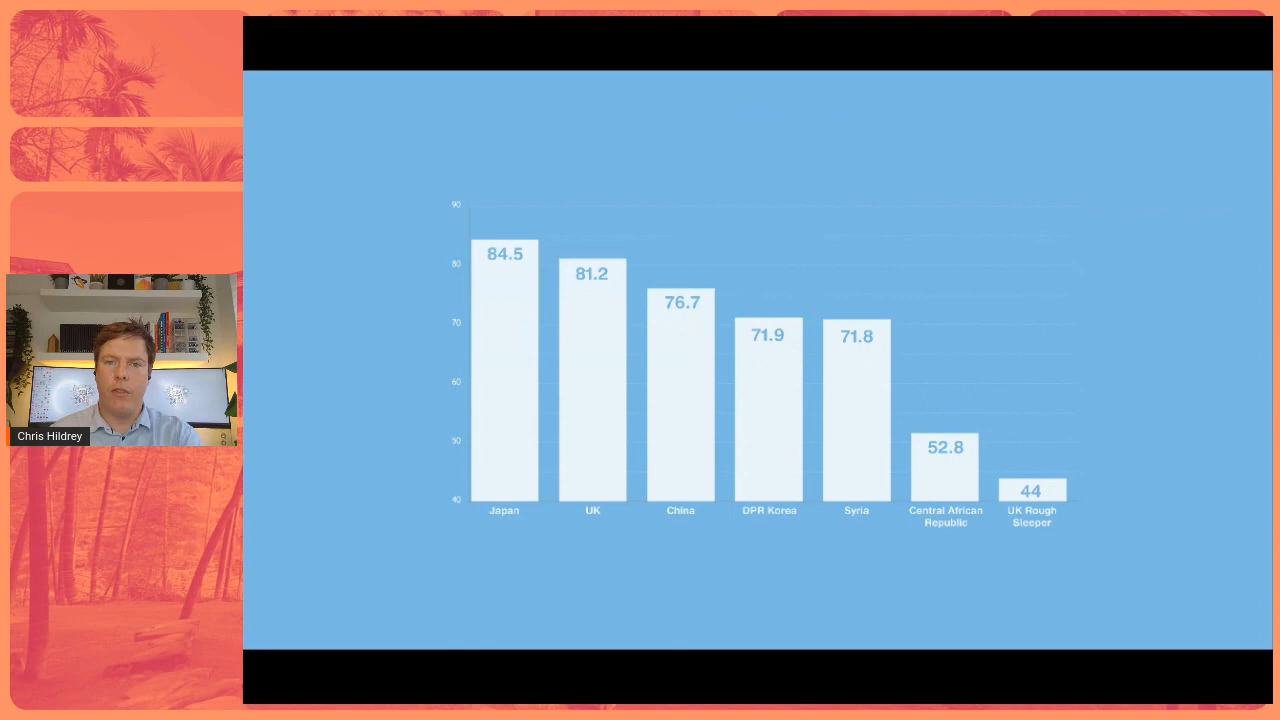 90
80
70
60
50
40
84.5
81.2
76.7
71.9
71.8
52.8
44
Japan
UK
China
DPR Korea
Syria
Central African
Republic
UK Rough
Sleeper
Chris Hildrey